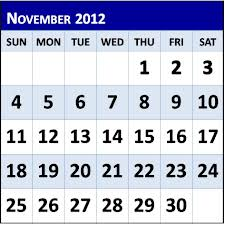 NOVEMBER 2012
SUN MON TUE WED THU FRI SAT
1 2 3
4 5 6 7 8 9 10
11 12 13 14 15 16 17
18 19 20 21 22 23 24
25 26 27 28 29 30